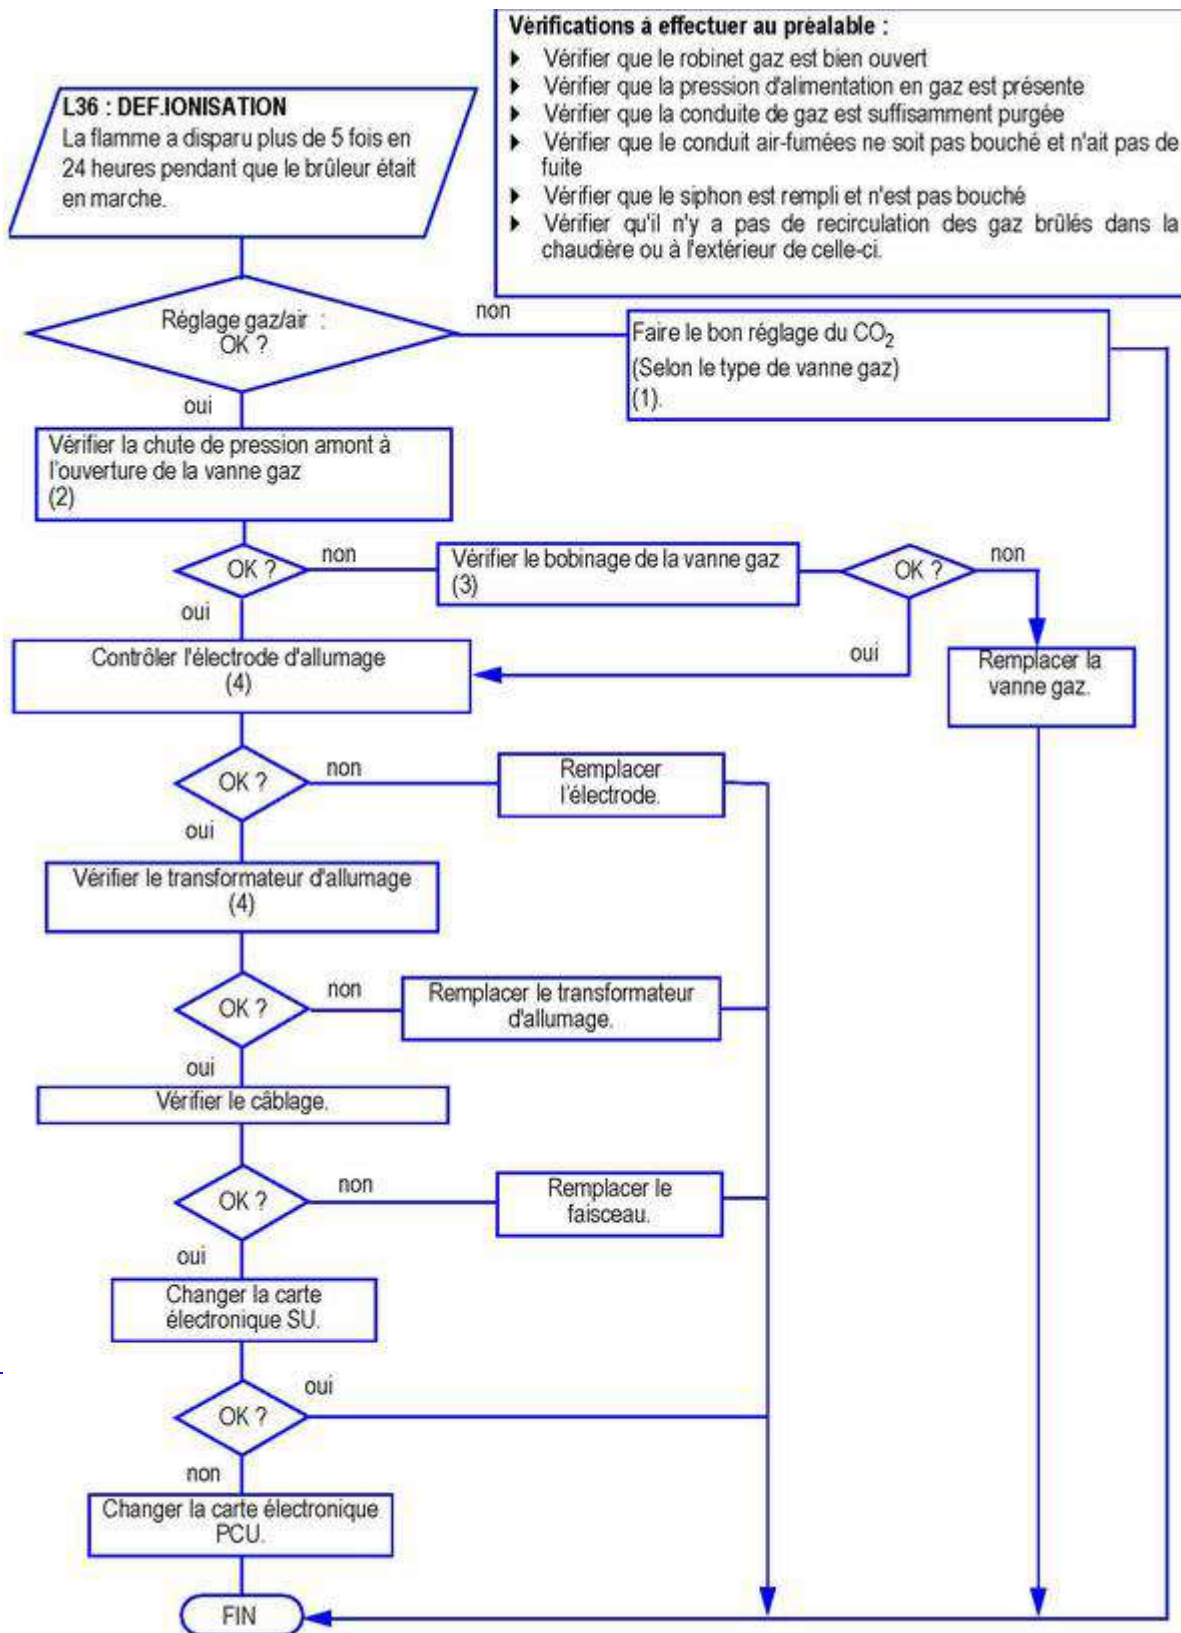 Vérifications à effectuer au préalable :
Vérifier que le robinet gaz est bien ouvert
Vérifier que la pression d'alimentation en gaz est présente
Vérifier que la conduite de gaz est suffisamment purgée
Vérifier que le conduit air-fumées ne soit pas bouché et n'ait pas de
fuite
Vérifier que le siphon est rempli et n'est pas bouché
Vérifier qu'il n'y a pas de recirculation des gaz brûlés dans la
chaudière ou à l'extérieur de celle-ci.
L36 : DEF.IONISATION
La flamme a disparu plus de 5 fois en
24 heures pendant que le brûleur était
en marche.
Réglage gaz/air :
OK ?
non
Faire le bon réglage du CO₂
(Selon le type de vanne gaz)
(1).
oui
Vérifier la chute de pression amont à
l'ouverture de la vanne gaz
(2)
OK ?
non
Vérifier le bobinage de la vanne gaz
(3)
OK ?
non
oui
oui
Contrôler l'électrode d'allumage
(4)
Remplacer la
vanne gaz.
OK ?
non
Remplacer
l'électrode.
oui
Vérifier le transformateur d'allumage
(4)
OK ?
non
Remplacer le transformateur
d'allumage.
oui
Vérifier le câblage.
OK ?
non
Remplacer le
faisceau.
oui
Changer la carte
électronique SU.
OK ?
oui
non
Changer la carte électronique
PCU.
FIN